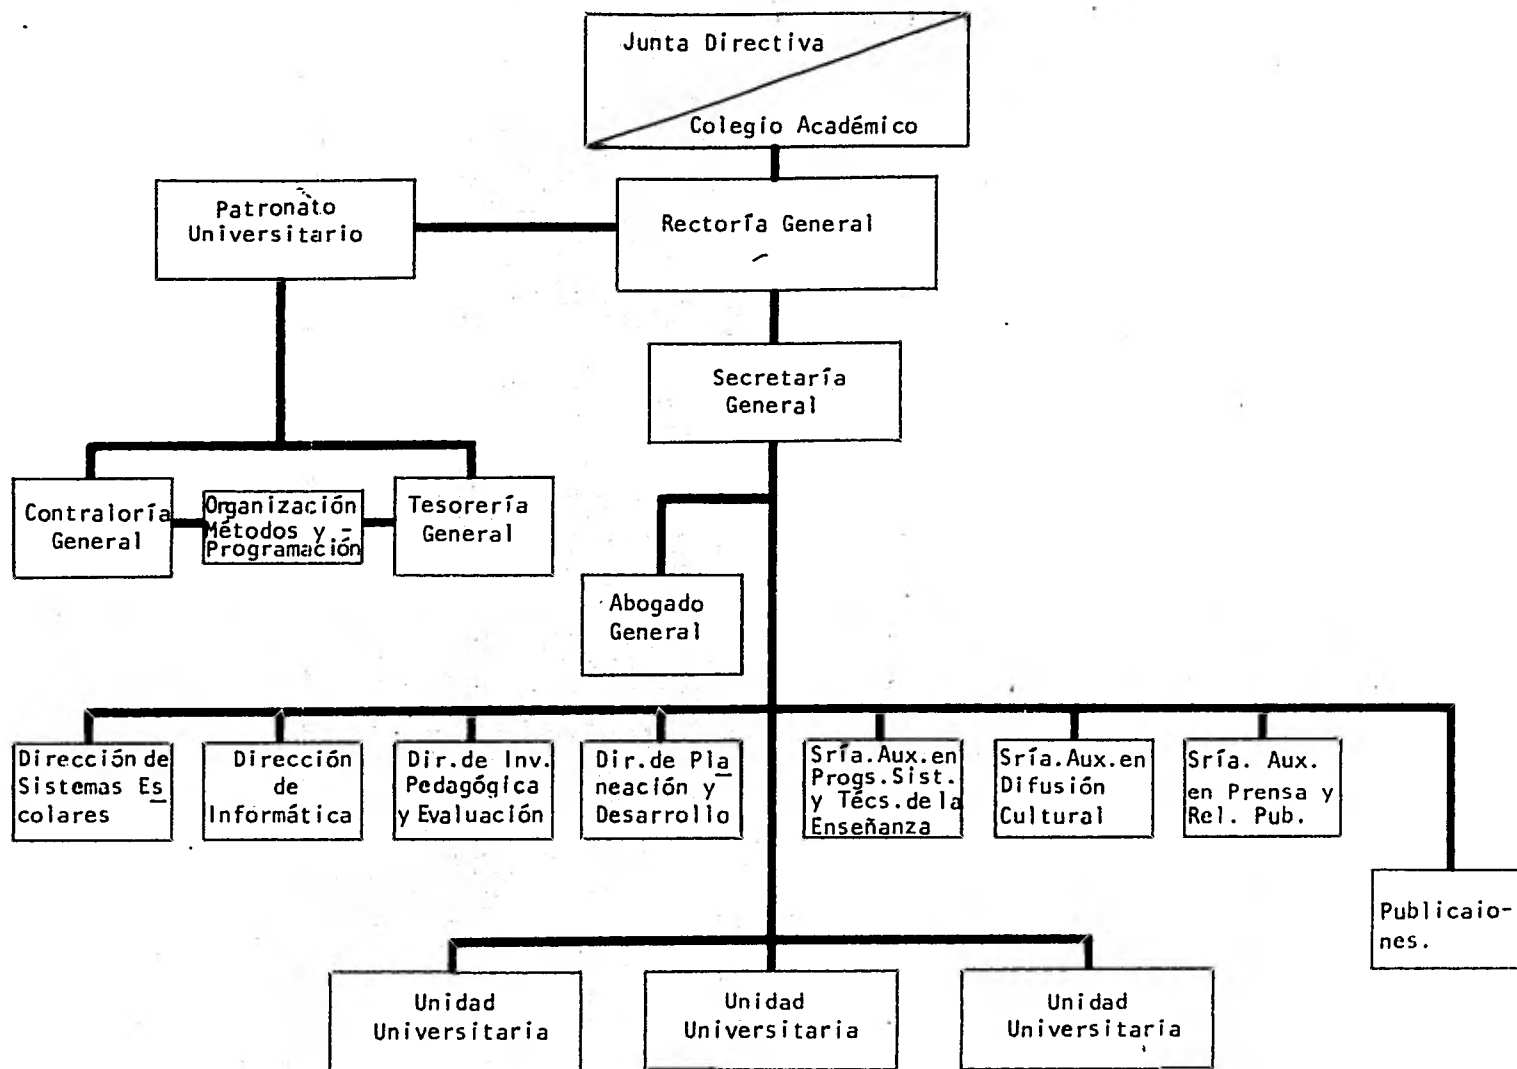 Junta Directiva
Colegio Académico
Patronato
Universitario
Rectoría General
Secretaría
General
Contraloría
General
Organización
Métodos y -
Programación
Tesorería
General
Abogado
General
Dirección de
Sistemas Es
colares
Dirección
de
Informática
Dir.de Inv.
Pedagógica
y Evaluación
Dir.de Pla
neación y
Desarrollo
Sría.Aux.en
Progs.Sist.
y Técs.de la
Enseñanza
Sría.Aux.en
Difusión
Cultural
Sría. Aux.
en Prensa y
Rel. Pub.
Publicaio-
nes.
Unidad
Universitaria
Unidad
Universitaria
Unidad
Universitaria